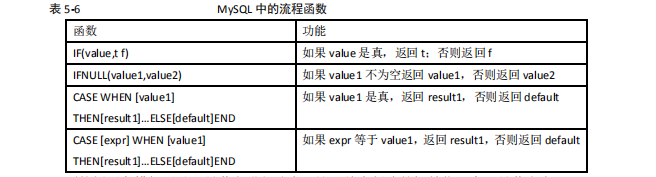 表 5-6 MySQL 中的流程函数
函数 功能
IF(value,t f) 如果 value 是真，返回 t；否则返回 f
IFNULL(value1,value2) 如果 value1 不为空返回 value1，否则返回 value2
CASE WHEN [value1] 如果 value1 是真，返回 result1，否则返回 default
THEN[result1]…ELSE[default]END
CASE [expr] WHEN [value1] 如果 expr 等于 value1，返回 result1，否则返回 default
THEN[result1]…ELSE[default]END